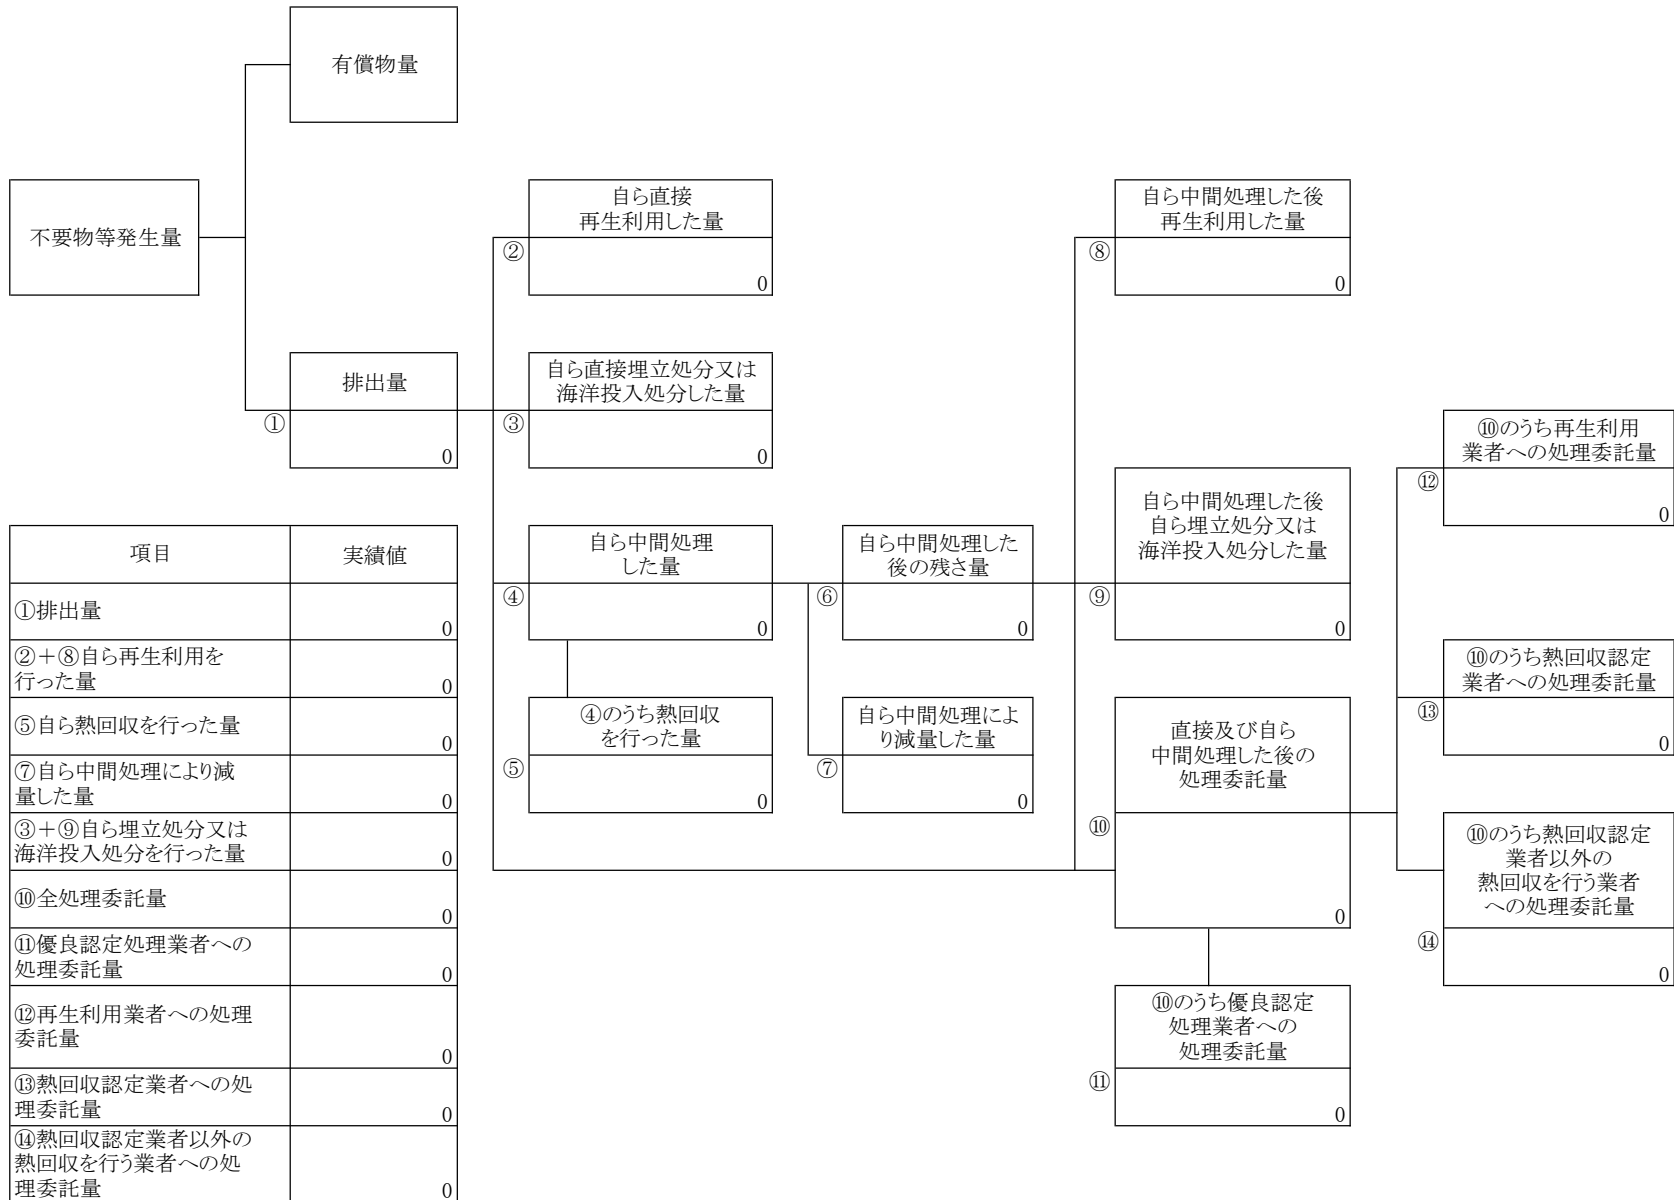 有償物量
不要物等発生量
自ら直接
再生利用した量
②
0
自ら中間処理した後
再生利用した量
⑧
0
排出量
①
0
自ら直接埋立処分又は
海洋投入処分した量
③
0
⑩のうち再生利用
業者への処理委託量
⑫
0
自ら中間処理した後
自ら埋立処分又は
海洋投入処分した量
⑨
0
自ら中間処理
した量
④
0
自ら中間処理した
後の残さ量
⑥
0
④のうち熱回収
を行った量
⑤
0
自ら中間処理によ
り減量した量
⑦
0
直接及び自ら
中間処理した後の
処理委託量
⑩
0
⑩のうち熱回収認定
業者への処理委託量
⑬
0
⑩のうち熱回収認定
業者以外の
熱回収を行う業者
への処理委託量
⑭
0
⑩のうち優良認定
処理業者への
処理委託量
⑪
0
項目 実績値
①排出量
0
②+⑧自ら再生利用を
行った量
0
⑤自ら熱回収を行った量
0
⑦自ら中間処理により減
量した量
0
③+⑨自ら埋立処分又は
海洋投入処分を行った量
0
⑩全処理委託量
0
⑪優良認定処理業者への
処理委託量
0
⑫再生利用業者への処理
委託量
0
⑬熱回収認定業者への処
理委託量
0
⑭熱回収認定業者以外の
熱回収を行う業者への処
理委託量
0